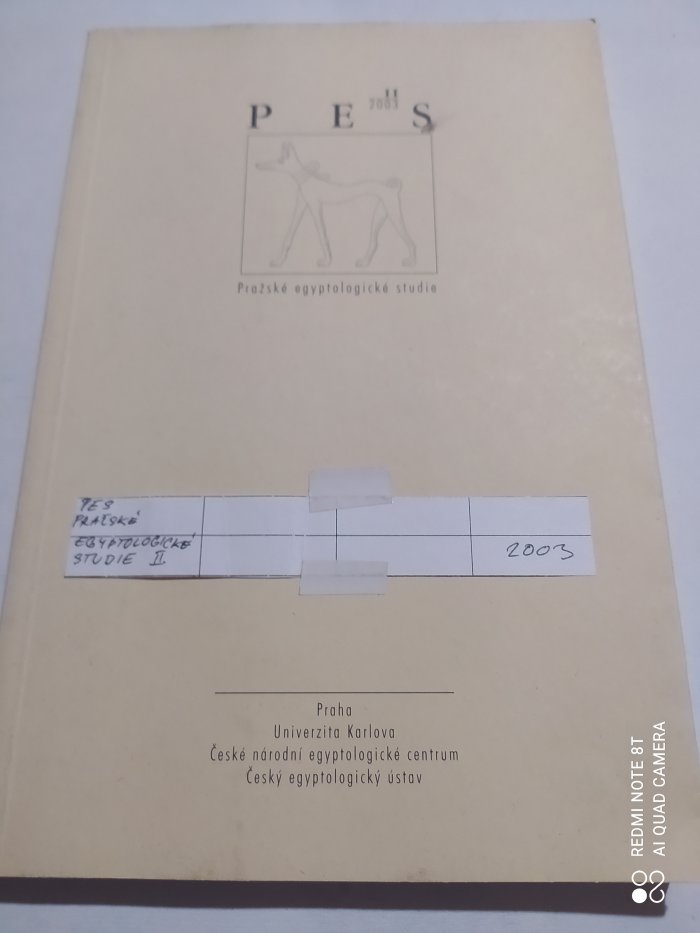 II
2003
P E S
Pražské egyptologické studie
PES
PRAŽSKÉ
EGYPTOLOGICKÉ
STUDIE II
2003
Praha
Univerzita Karlova
České národní egyptologické centrum
Český egyptologický ústav
REDMI NOTE 8T
AI QUAD CAMERA